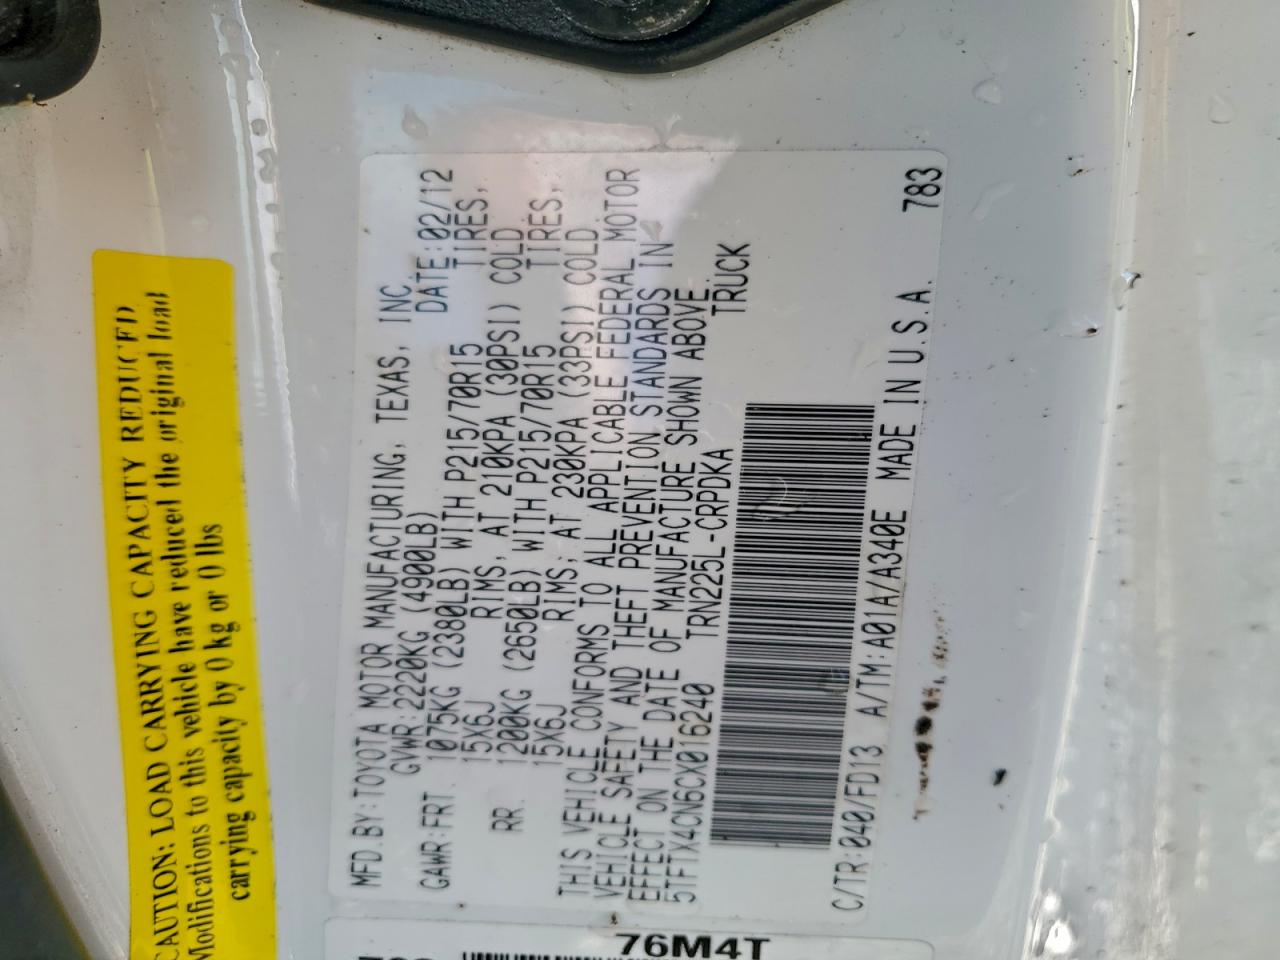 CAUTION: LOAD CARRYING CAPACITY REDUCED
Modifications to this vehicle have reduced the original load
carrying capacity by 0 kg or 0 lbs
MFD.BY:TOYOTA MOTOR MANUFACTURING, TEXAS, INC.
GVWR:2220KG (4900LB) DATE:02/12
GAWR:FRT. 1075KG (2380LB) WITH P215/70R15 TIRES,
15X6J RIMS, AT 210KPA (30PSI) COLD.
RR. 1200KG (2650LB) WITH P215/70R15 TIRES,
15X6J RIMS, AT 230KPA (33PSI) COLD.
THIS VEHICLE CONFORMS TO ALL APPLICABLE FEDERAL MOTOR
VEHICLE SAFETY AND THEFT PREVENTION STANDARDS IN
EFFECT ON THE DATE OF MANUFACTURE SHOWN ABOVE.
5TFTX4CN6CX016240 TRN225L-CRPDKA TRUCK
C/TR:040/FD13 A/TM:A01A/A340E MADE IN U.S.A. 783
76M4T